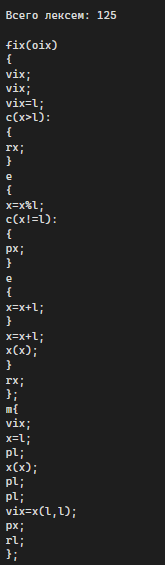 Всего лексем: 125
fix(oix)
{
vix;
vix;
vix=l;
c(x>l):
{
rx;
}
e
{
x=x%l;
c(x!=l):
{
px;
}
e
{
x=x+l;
}
x=x+l;
x(x);
}
rx;
};
m{
vix;
x=l;
pl;
x(x);
pl;
pl;
vix=x(l,l);
px;
rl;
};